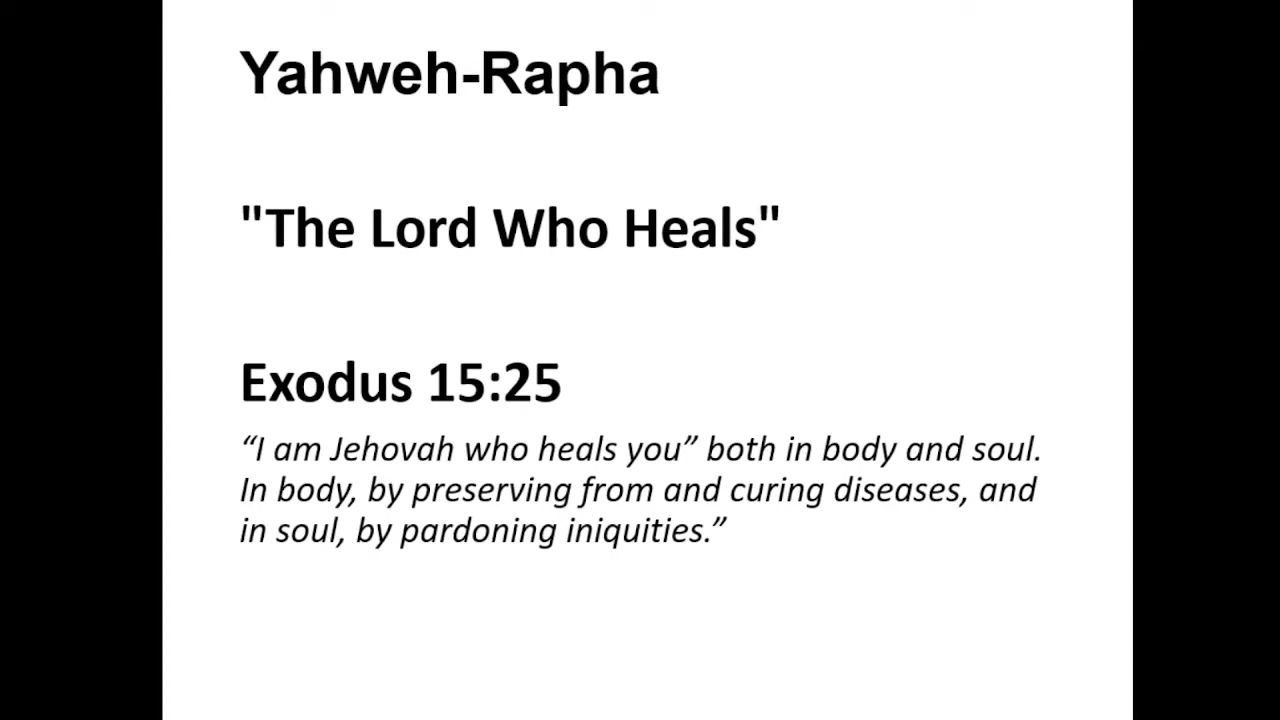 Yahweh-Rapha
"The Lord Who Heals"
Exodus 15:25
“I am Jehovah who heals you” both in body and soul.
In body, by preserving from and curing diseases, and
in soul, by pardoning iniquities.”